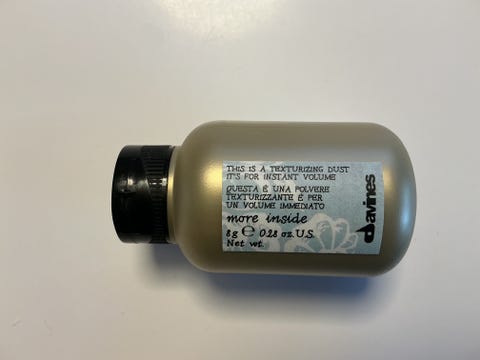 THIS IS A TEXTURIZING DUST
IT'S FOR INSTANT VOLUME
QUESTA È UNA POLVERE
TEXTURIZZANTE E PER
UN VOLUME IMMEDIATO
more inside
8g ℮ 0.28 oz.U.S.
Net wt.
davines